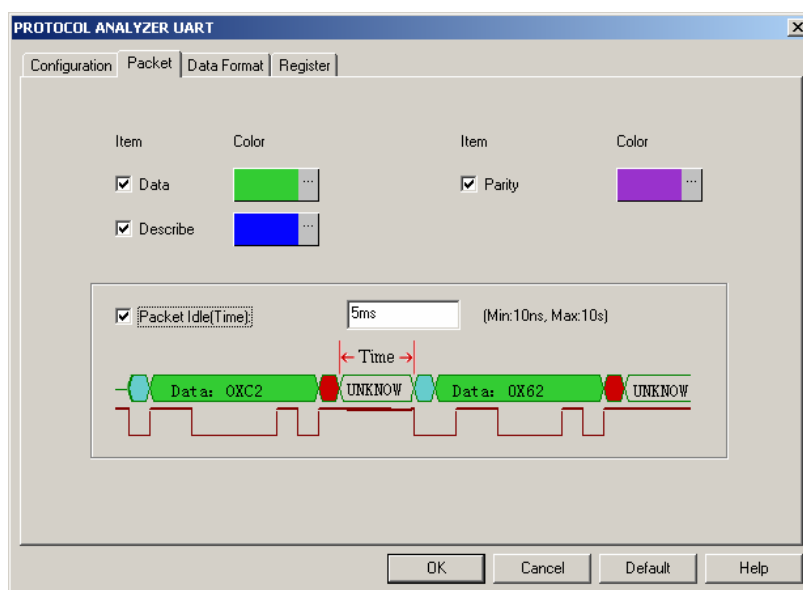 PROTOCOL ANALYZER UART
Configuration Packet Data Format Register
Item Color Item Color
Data ... Parity ...
Describe ...
Packet Idle(Time): 5ms (Min:10ns, Max:10s)
Time
Data: 0XC2 UNKNOW Data: 0X62 UNKNOW
OK Cancel Default Help